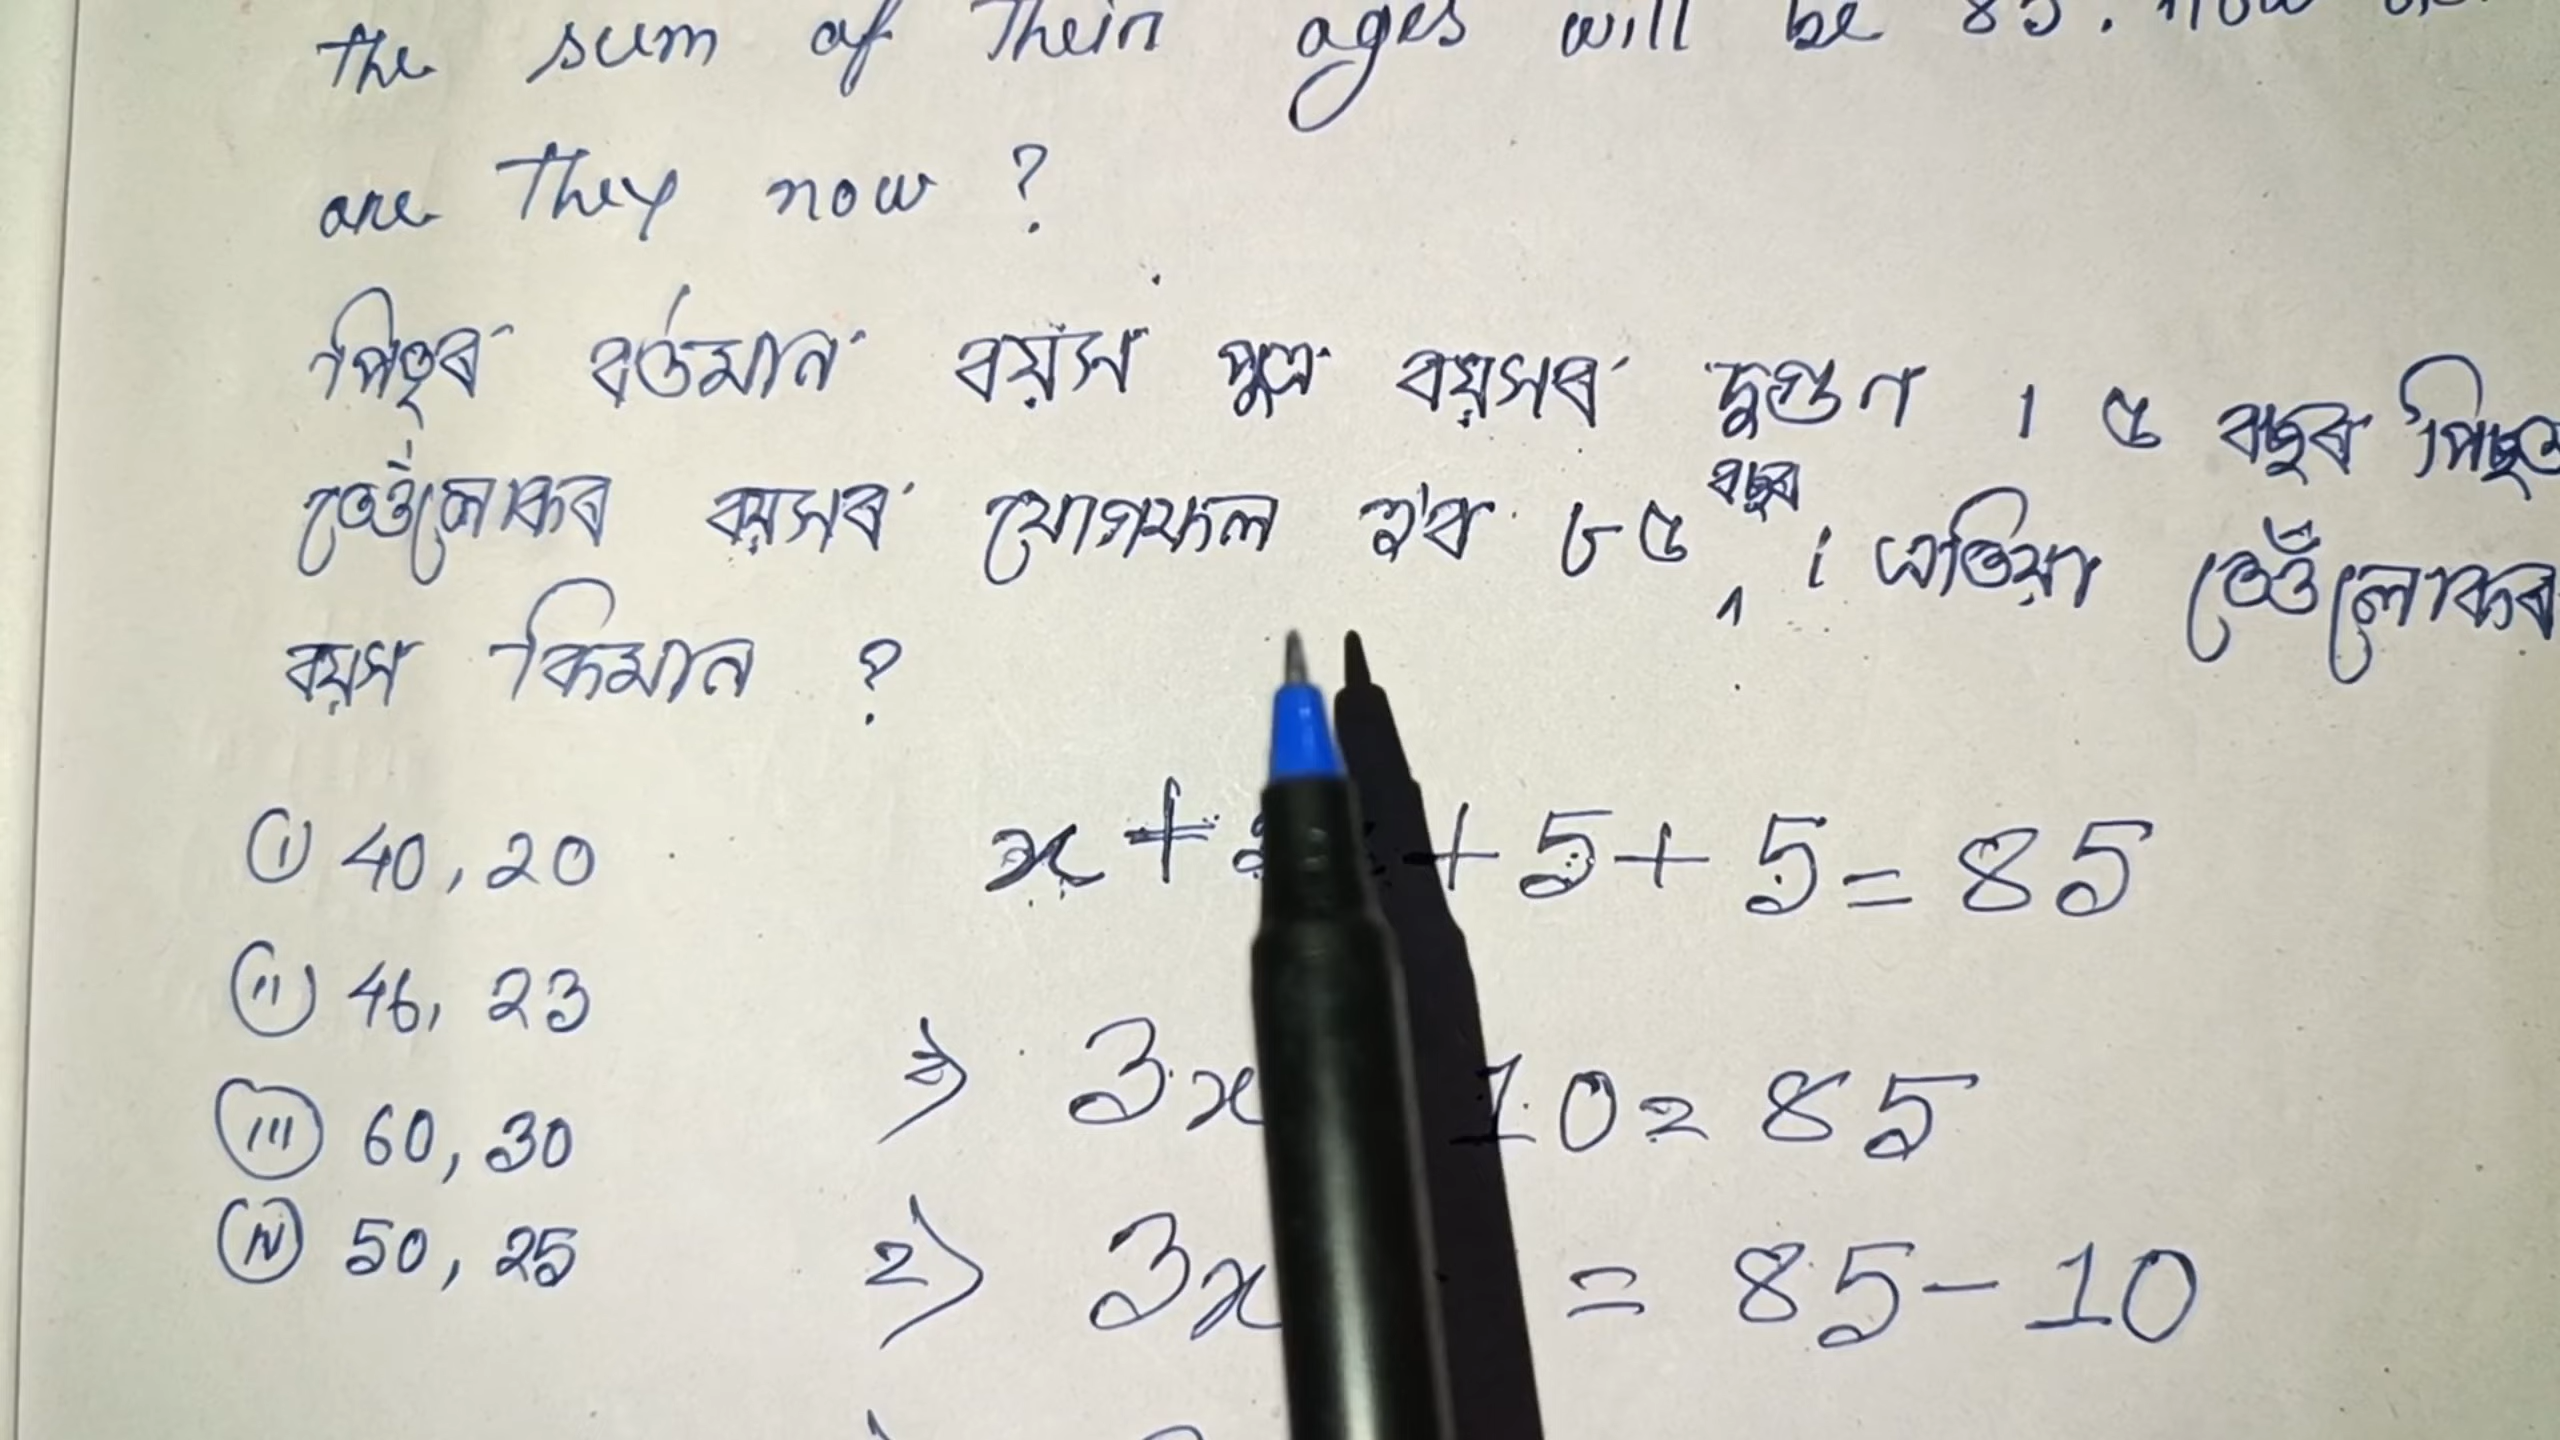 the sum of their ages will be 85. How
are they now ?
পিতৃৰ বৰ্তমান বয়স পুত্ৰ বয়সৰ দুগুণ । ৫ বছৰ পিছত
তেওঁলোকৰ বয়সৰ যোগফল হ'ব ৮৫ বছৰ । এতিয়া তেওঁলোকৰ
বয়স কিমান ?
(i) 40, 20
x + + 5 + 5 = 85
(ii) 46, 23
⇒ 3x 10 = 85
(iii) 60, 30
(iv) 50, 25
⇒ 3x = 85 - 10